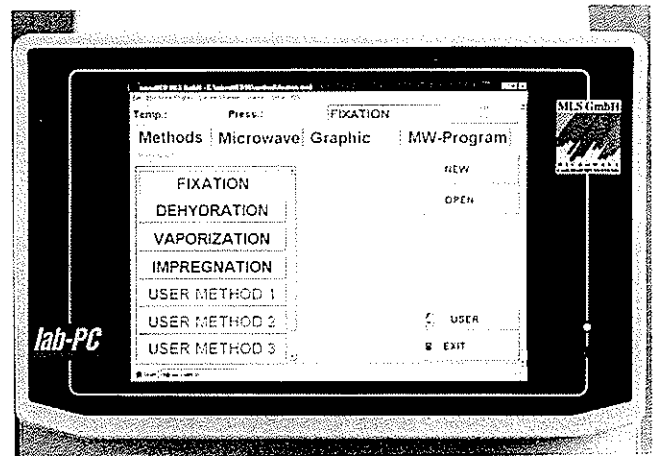 Temp.: Press.: FIXATION
MLS GmbH
Methods Microwave Graphic MW-Program
NEW
FIXATION
OPEN
DEHYDRATION
VAPORIZATION
IMPREGNATION
USER METHOD 1
USER METHOD 2
USER
USER METHOD 3
EXIT
lab-PC